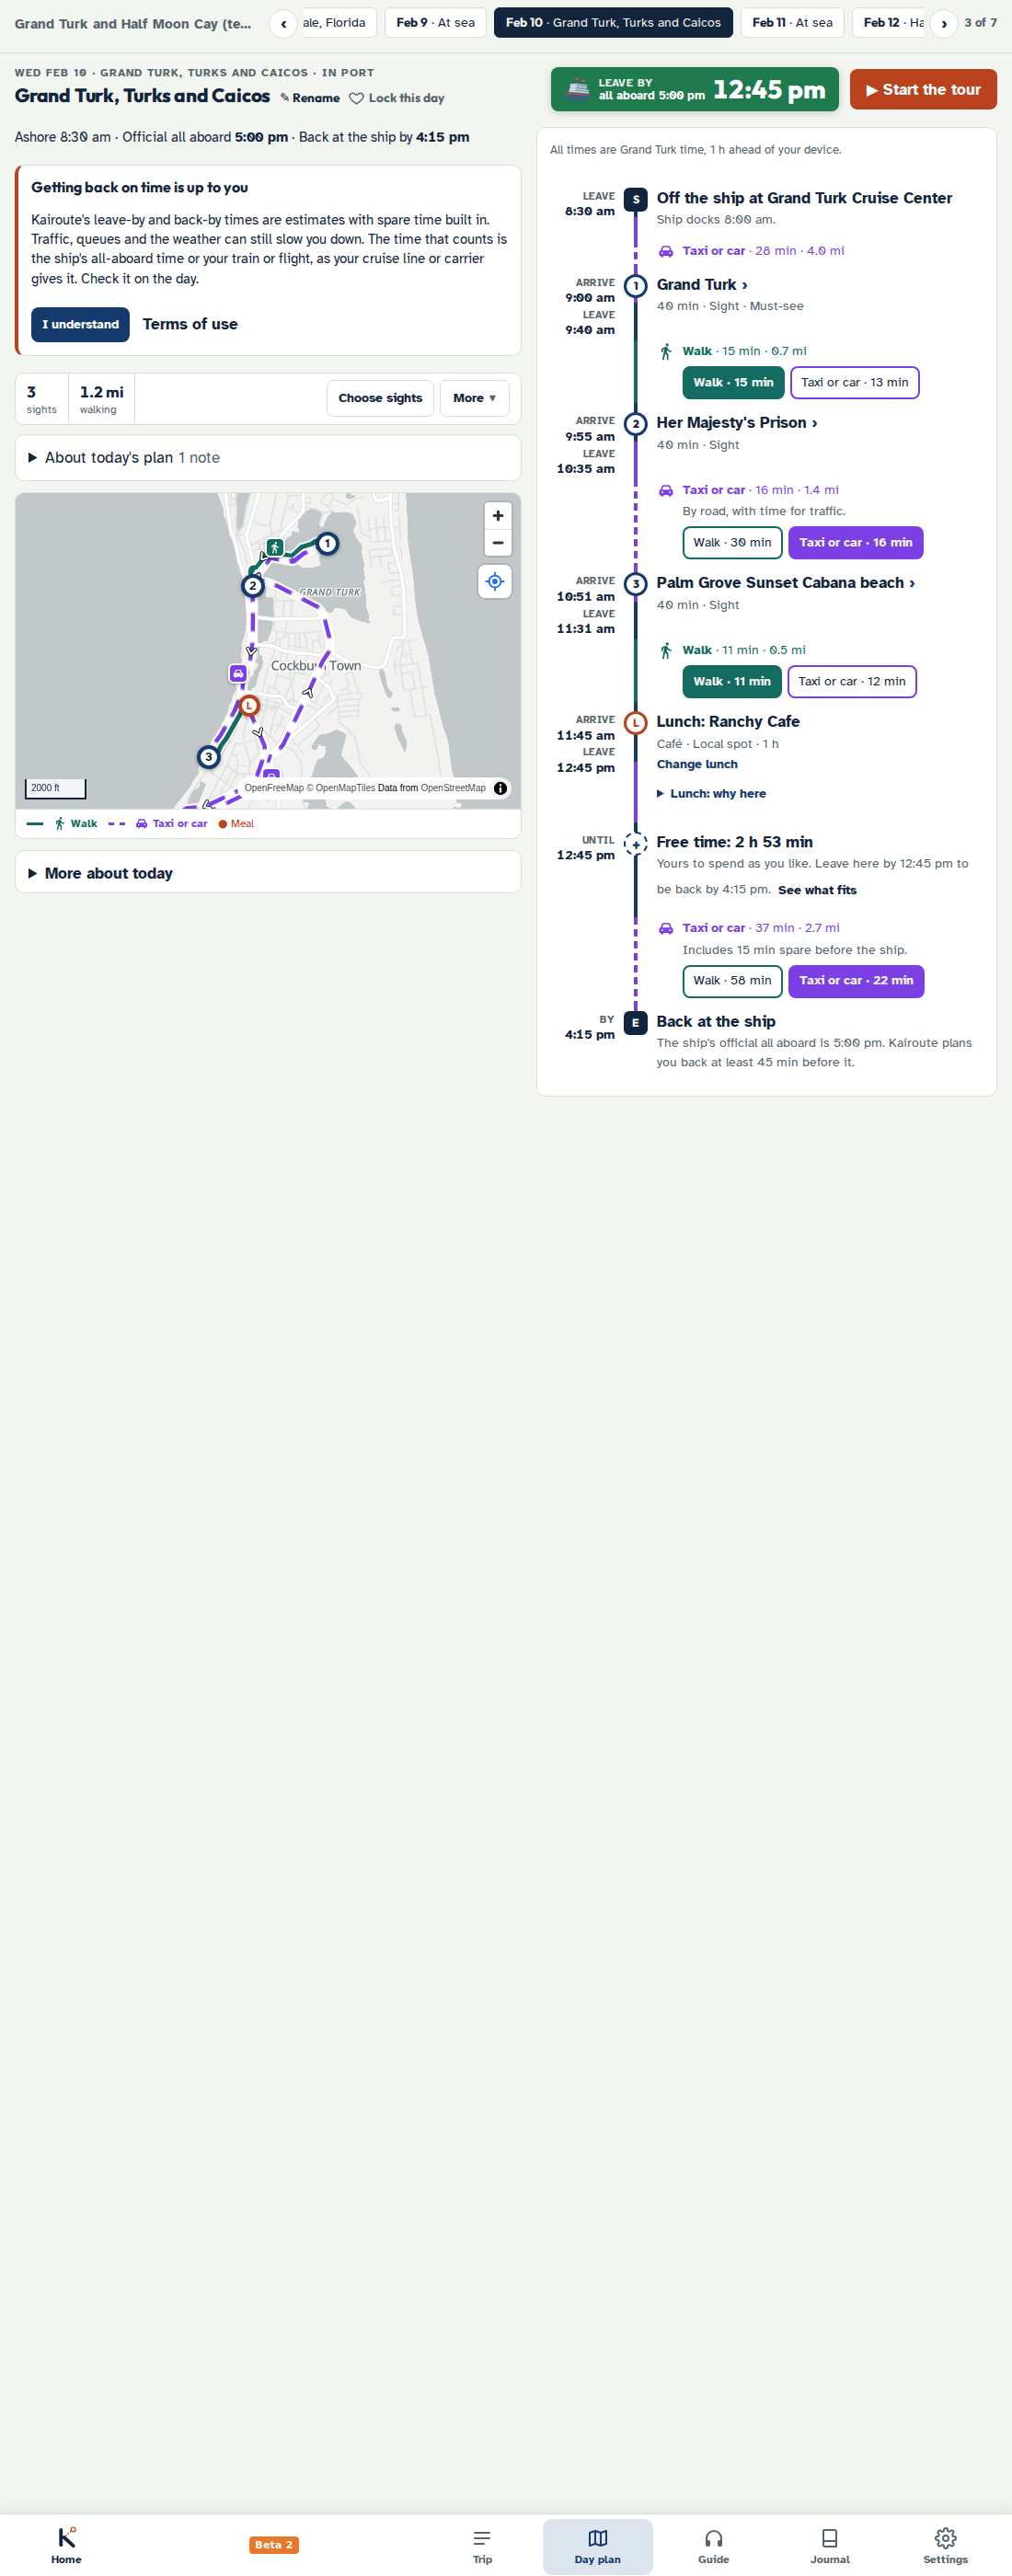 Grand Turk and Half Moon Cay (te...
‹
ale, Florida
Feb 9 · At sea
Feb 10 · Grand Turk, Turks and Caicos
Feb 11 · At sea
Feb 12 · Ha
›
3 of 7
WED FEB 10 · GRAND TURK, TURKS AND CAICOS · IN PORT
Grand Turk, Turks and Caicos
✎ Rename
Lock this day
LEAVE BY
all aboard 5:00 pm
12:45 pm
▶ Start the tour
Ashore 8:30 am · Official all aboard 5:00 pm · Back at the ship by 4:15 pm
Getting back on time is up to you
Kairoute's leave-by and back-by times are estimates with spare time built in.
Traffic, queues and the weather can still slow you down. The time that counts is
the ship's all-aboard time or your train or flight, as your cruise line or carrier
gives it. Check it on the day.
I understand
Terms of use
3
sights
1.2 mi
walking
Choose sights
More ▼
▶ About today's plan 1 note
1
2
GRAND TURK
Cockburn Town
L
3
+
−
2000 ft
OpenFreeMap © OpenMapTiles Data from OpenStreetMap
Walk
Taxi or car
Meal
▶ More about today
All times are Grand Turk time, 1 h ahead of your device.
LEAVE
8:30 am
S
Off the ship at Grand Turk Cruise Center
Ship docks 8:00 am.
Taxi or car · 28 min · 4.0 mi
ARRIVE
9:00 am
LEAVE
9:40 am
1
Grand Turk ›
40 min · Sight · Must-see
Walk · 15 min · 0.7 mi
Walk · 15 min
Taxi or car · 13 min
ARRIVE
9:55 am
LEAVE
10:35 am
2
Her Majesty's Prison ›
40 min · Sight
Taxi or car · 16 min · 1.4 mi
By road, with time for traffic.
Walk · 30 min
Taxi or car · 16 min
ARRIVE
10:51 am
LEAVE
11:31 am
3
Palm Grove Sunset Cabana beach ›
40 min · Sight
Walk · 11 min · 0.5 mi
Walk · 11 min
Taxi or car · 12 min
ARRIVE
11:45 am
LEAVE
12:45 pm
L
Lunch: Ranchy Cafe
Café · Local spot · 1 h
Change lunch
▶ Lunch: why here
UNTIL
12:45 pm
+
Free time: 2 h 53 min
Yours to spend as you like. Leave here by 12:45 pm to
be back by 4:15 pm. See what fits
Taxi or car · 37 min · 2.7 mi
Includes 15 min spare before the ship.
Walk · 58 min
Taxi or car · 22 min
BY
4:15 pm
E
Back at the ship
The ship's official all aboard is 5:00 pm. Kairoute plans
you back at least 45 min before it.
Home
Beta 2
Trip
Day plan
Guide
Journal
Settings